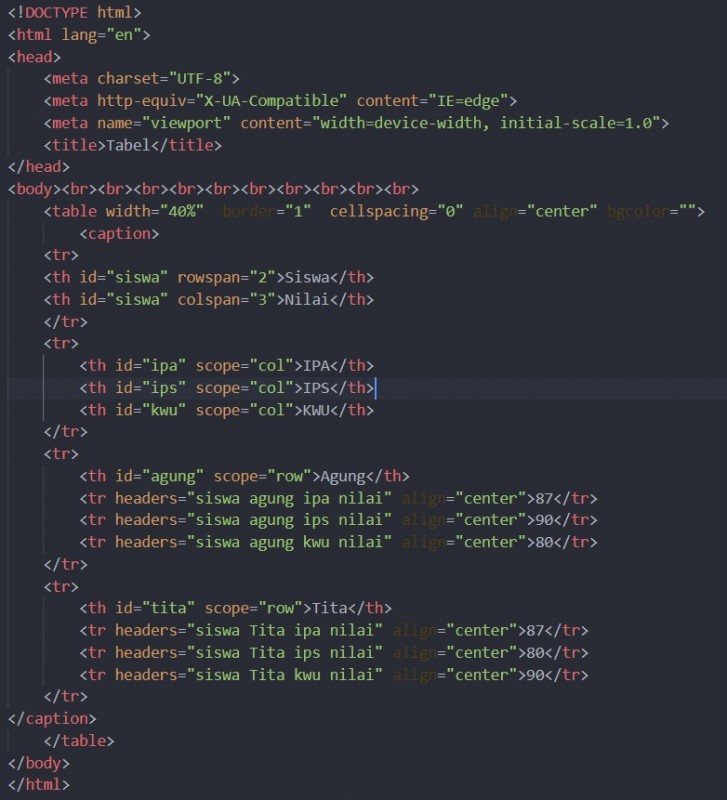 <!DOCTYPE html>
<html lang="en">
<head>
    <meta charset="UTF-8">
    <meta http-equiv="X-UA-Compatible" content="IE=edge">
    <meta name="viewport" content="width=device-width, initial-scale=1.0">
    <title>Tabel</title>
</head>
<body><br><br><br><br><br><br><br><br><br><br>
    <table width="40%"  border="1"  cellspacing="0" align="center" bgcolor="">
        <caption>
    <tr>
    <th id="siswa" rowspan="2">Siswa</th>
    <th id="siswa" colspan="3">Nilai</th>
    </tr>
    <tr>
        <th id="ipa" scope="col">IPA</th>
        <th id="ips" scope="col">IPS</th>
        <th id="kwu" scope="col">KWU</th>
    </tr>
    <tr>
        <th id="agung" scope="row">Agung</th>
        <tr headers="siswa agung ipa nilai" align="center">87</tr>
        <tr headers="siswa agung ips nilai" align="center">90</tr>
        <tr headers="siswa agung kwu nilai" align="center">80</tr>
    </tr>
    <tr>
        <th id="tita" scope="row">Tita</th>
        <tr headers="siswa Tita ipa nilai" align="center">87</tr>
        <tr headers="siswa Tita ips nilai" align="center">80</tr>
        <tr headers="siswa Tita kwu nilai" align="center">90</tr>
    </tr>
</caption>
    </table>
</body>
</html>